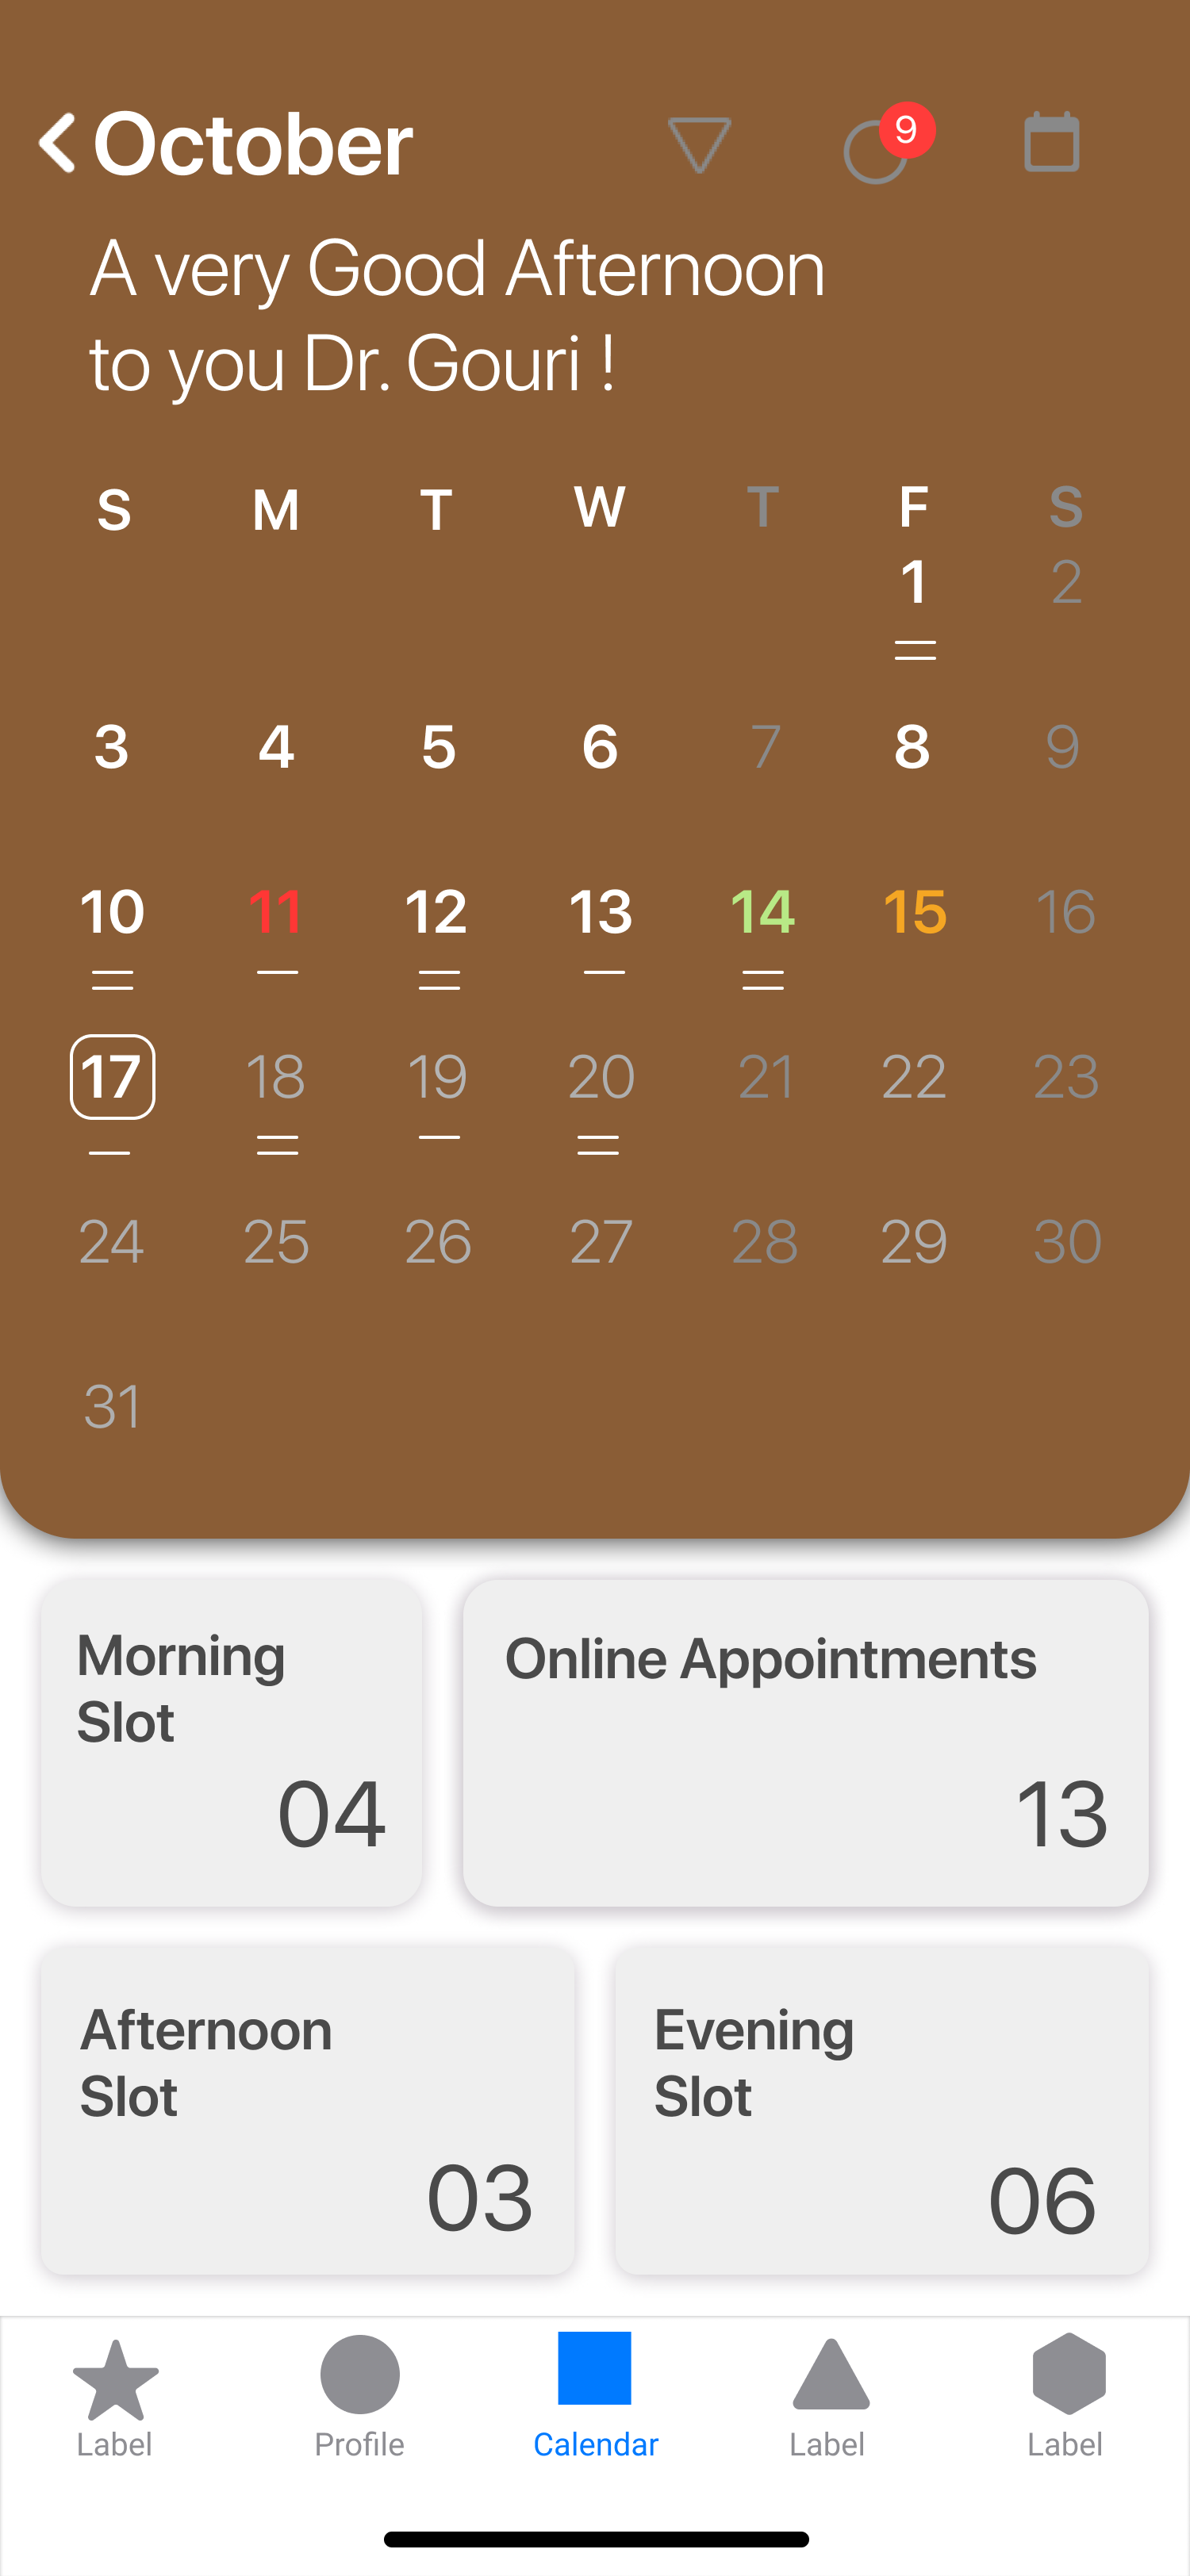 October
9
A very Good Afternoon
to you Dr. Gouri !
S M T W T F S
1 2
3 4 5 6 7 8 9
10 11 12 13 14 15 16
17 18 19 20 21 22 23
24 25 26 27 28 29 30
31
Morning
Slot
04
Online Appointments
13
Afternoon
Slot
03
Evening
Slot
06
Label Profile Calendar Label Label